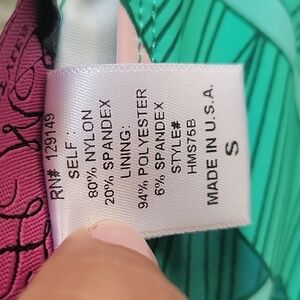 RN# 129149
SELF:
80% NYLON
20% SPANDEX
LINING:
94% POLYESTER
6% SPANDEX
STYLE#
HMS75B
MADE IN U.S.A.
S